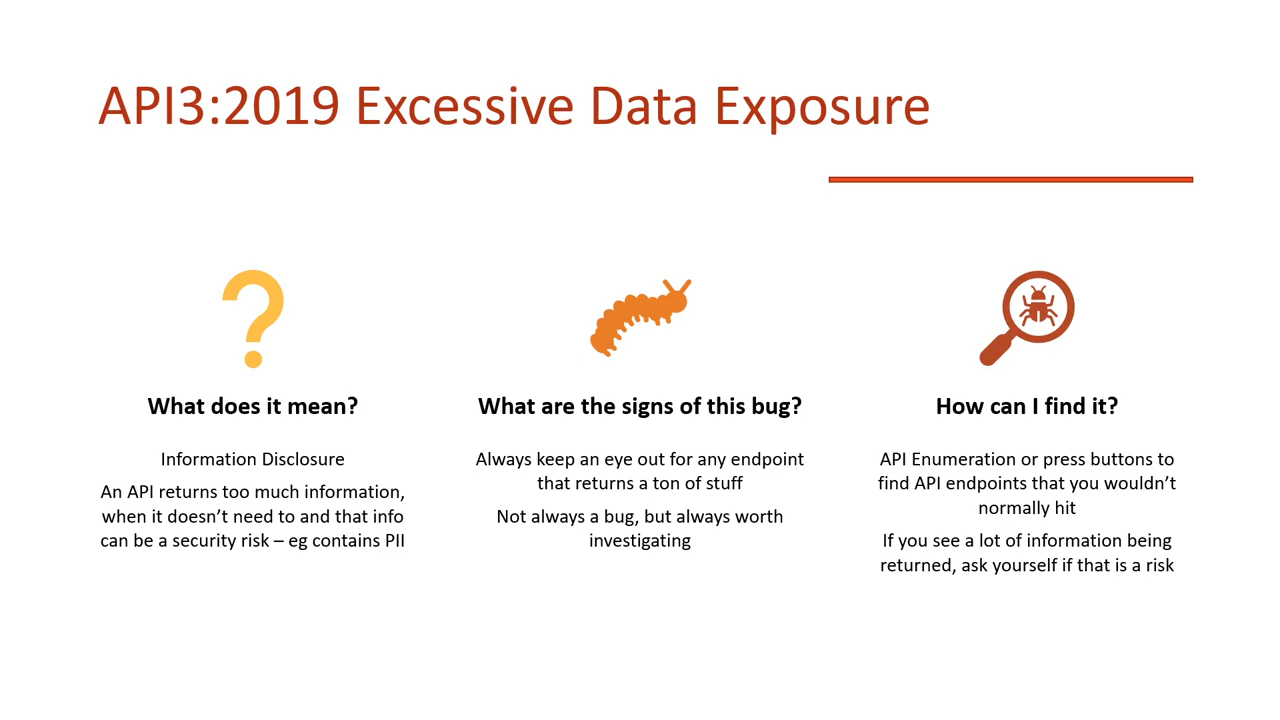 API3:2019 Excessive Data Exposure
What does it mean?
Information Disclosure
An API returns too much information,
when it doesn’t need to and that info
can be a security risk – eg contains PII
What are the signs of this bug?
Always keep an eye out for any endpoint
that returns a ton of stuff
Not always a bug, but always worth
investigating
How can I find it?
API Enumeration or press buttons to
find API endpoints that you wouldn’t
normally hit
If you see a lot of information being
returned, ask yourself if that is a risk